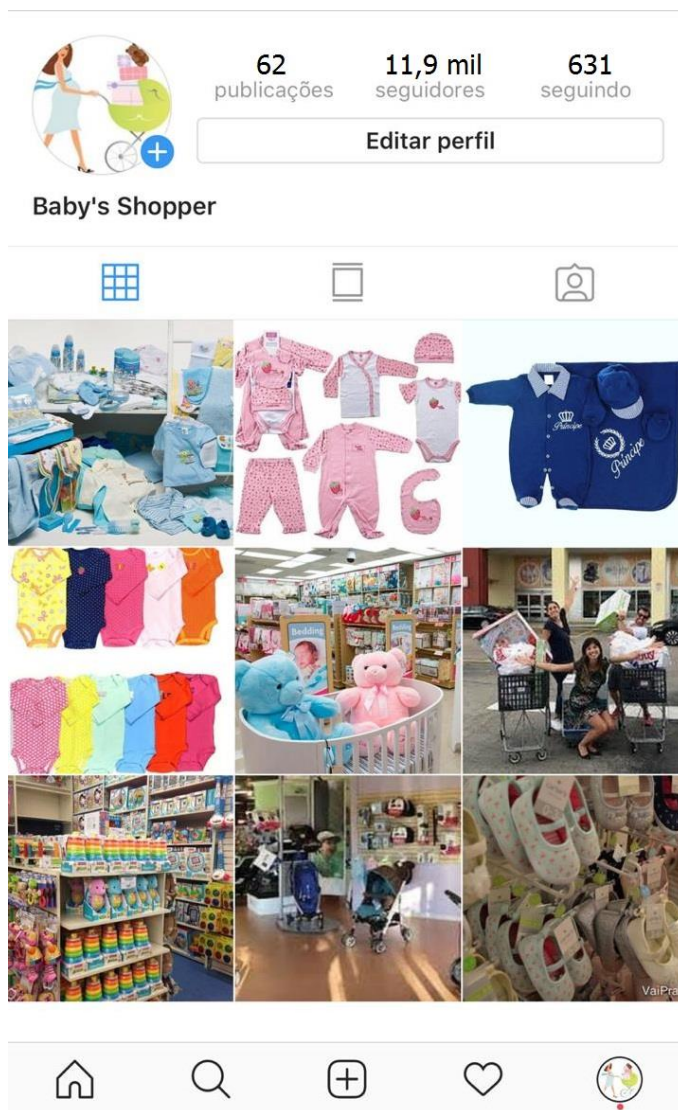 62
11,9 mil
631
publicações
seguidores
seguindo
Editar perfil
Baby's Shopper
Príncipe
Príncipe
Bedding
VaiPra